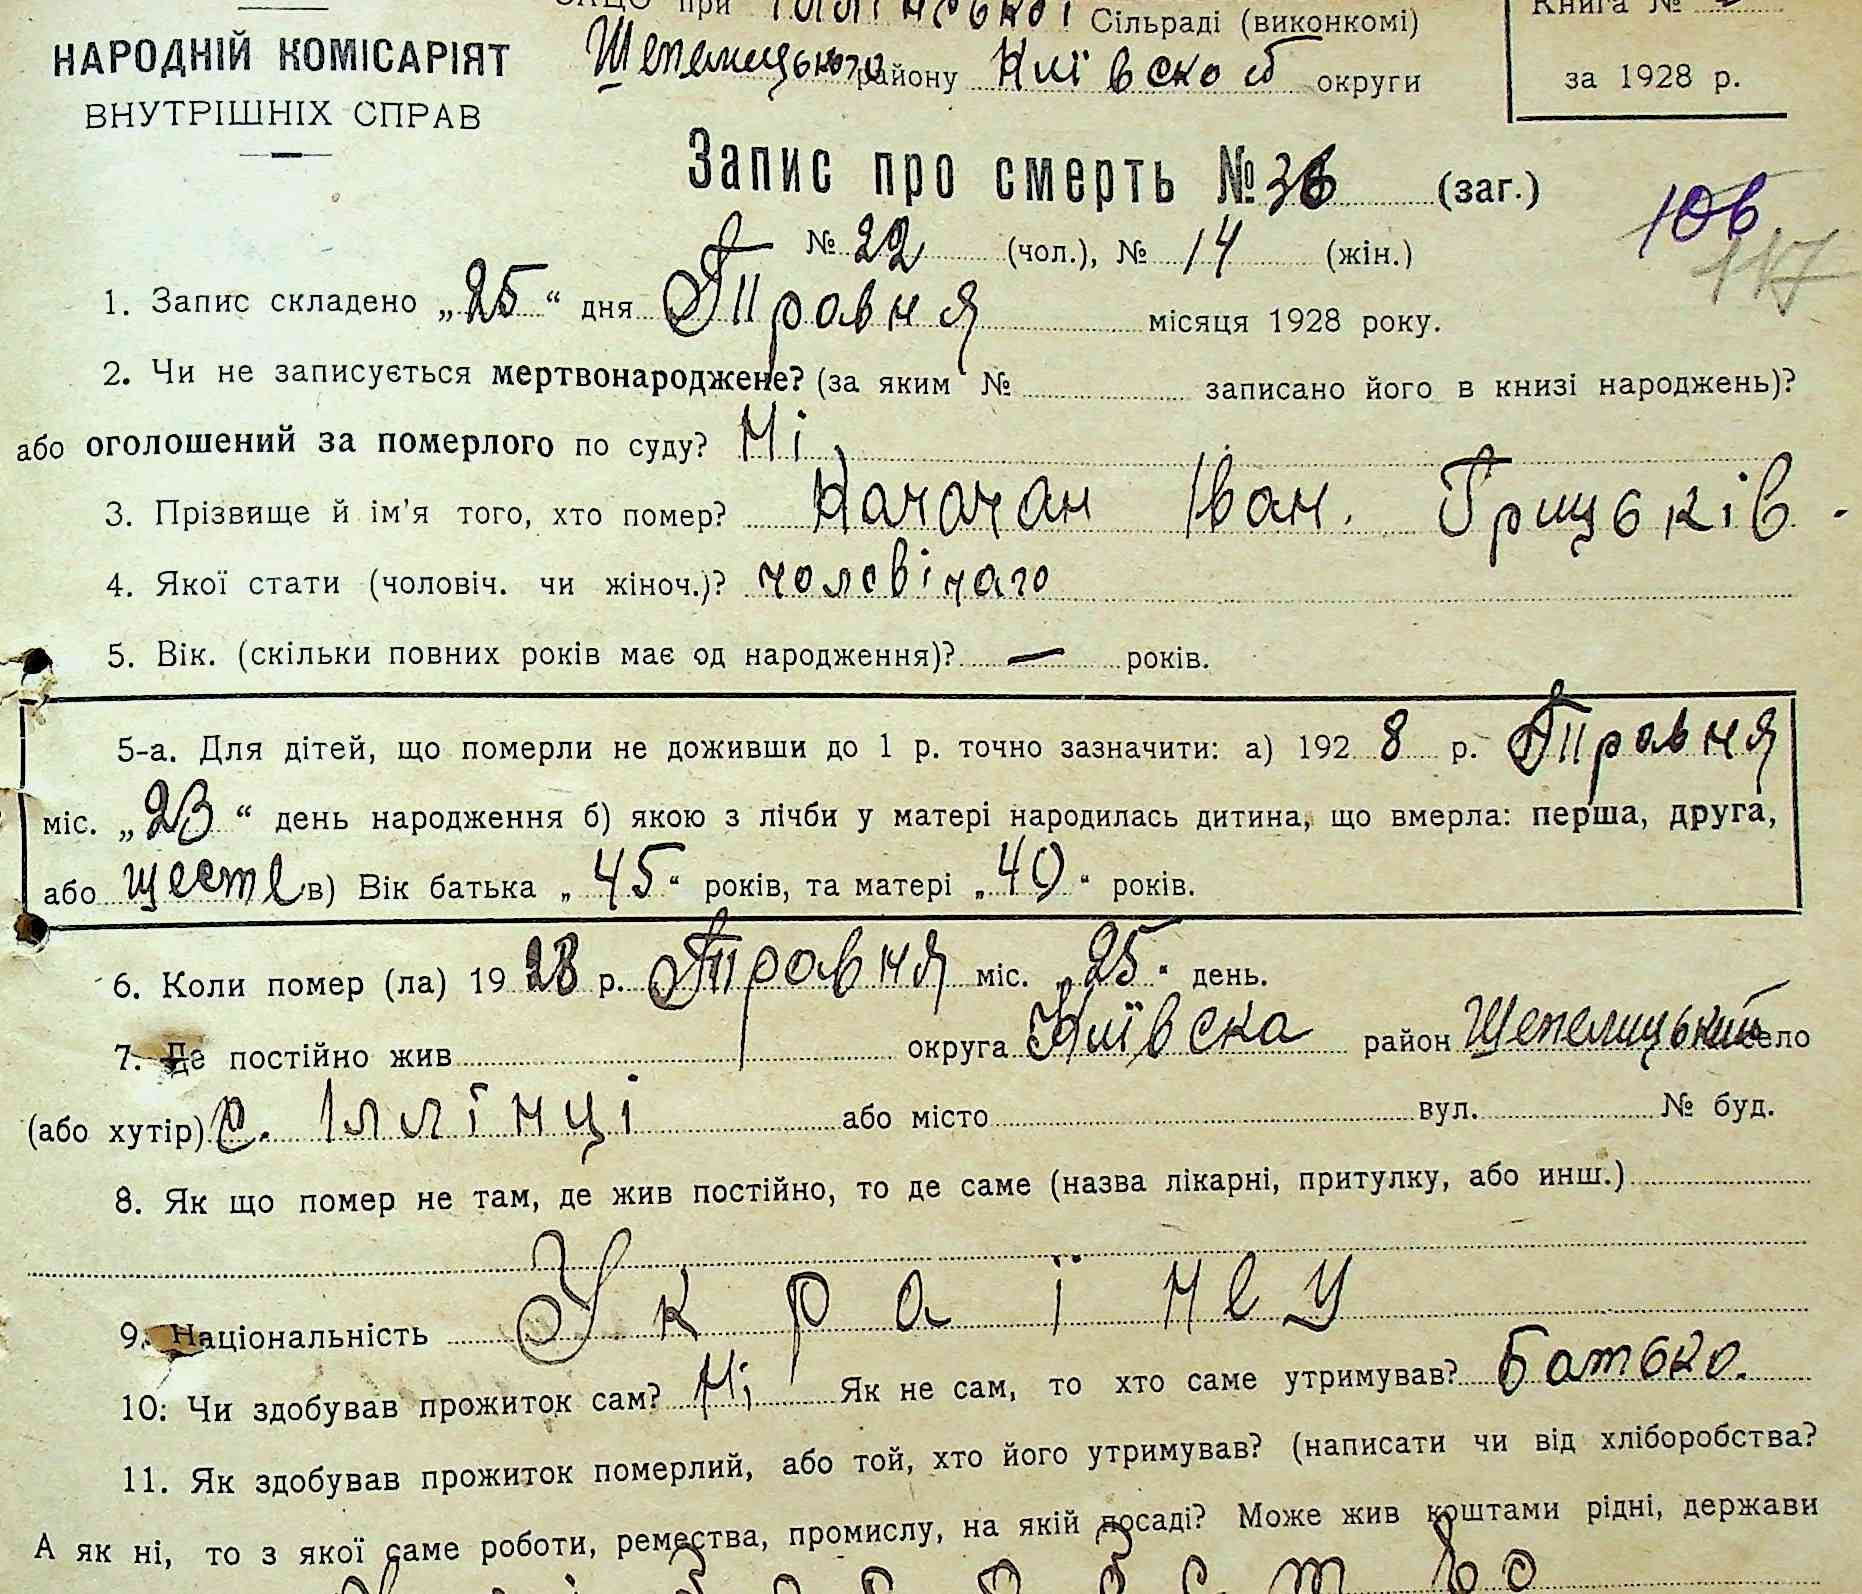 ЗАЦС при Іллінської Сільраді (виконкомі)
Книга №
НАРОДНІЙ КОМІСАРІЯТ
Шепелицького району Київской округи
за 1928 р.
ВНУТРІШНІХ СПРАВ
Запис про смерть № 36 (заг.)
106
117
№ 22 (чол.), № 14 (жін.)
1. Запис складено „25“ дня Травня місяця 1928 року.
2. Чи не записується мертвонароджене? (за яким № записано його в книзі народжень)?
або оголошений за померлого по суду? Ні
3. Прізвище й ім'я того, хто помер? Качачан Іван. Грицьків.
4. Якої стати (чоловіч. чи жіноч.)? чоловічаго
5. Вік. (скільки повних років має од народження)? — років.
5-а. Для дітей, що померли не доживши до 1 р. точно зазначити: а) 1928 р. Травня
міс. „23“ день народження б) якою з лічби у матері народилась дитина, що вмерла: перша, друга,
або в) Вік батька „45“ років, та матері „40“ років.
6. Коли помер (ла) 1928 р. Травня міс. „25“ день.
7. Де постійно жив округа Київска район Шепелицький село
(або хутір) с. Іллінці або місто вул. № буд.
8. Як що помер не там, де жив постійно, то де саме (назва лікарні, притулку, або инш.)
9. Національність Українец
10. Чи здобував прожиток сам? Ні Як не сам, то хто саме утримував? Батько.
11. Як здобував прожиток померлий, або той, хто його утримував? (написати чи від хліборобства?
А як ні, то з якої саме роботи, ремества, промислу, на якій посаді? Може жив коштами рідні, держави